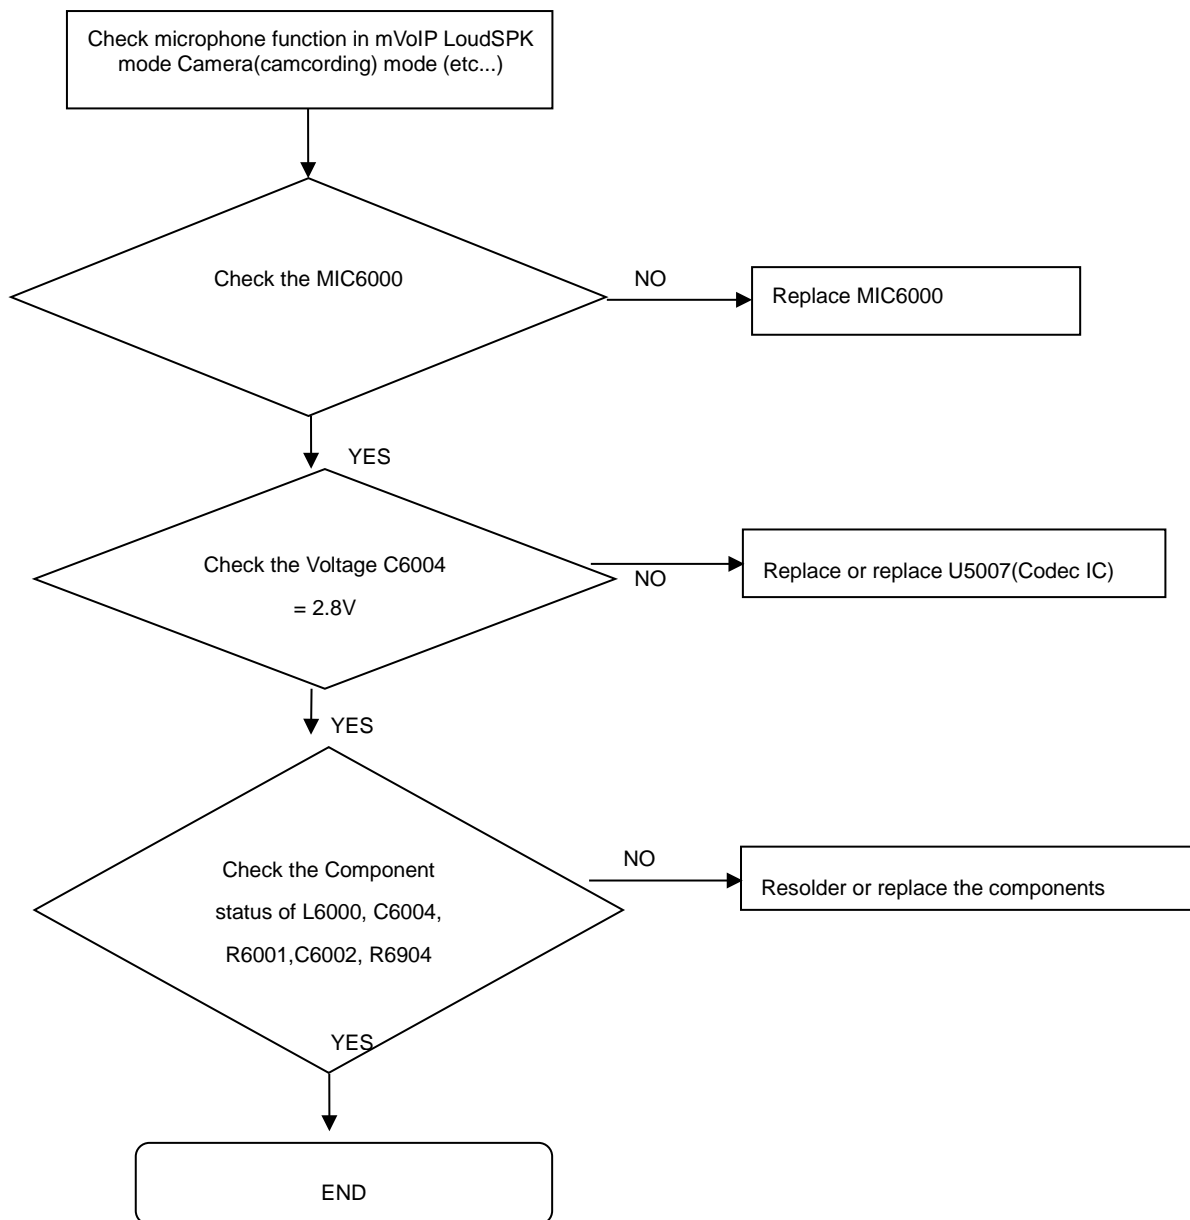 Check microphone function in mVoIP LoudSPK
mode Camera(camcording) mode (etc...)
Check the MIC6000
NO
Replace MIC6000
YES
Check the Voltage C6004
= 2.8V
NO
Replace or replace U5007(Codec IC)
YES
Check the Component
status of L6000, C6004,
R6001,C6002, R6904
NO
Resolder or replace the components
YES
END